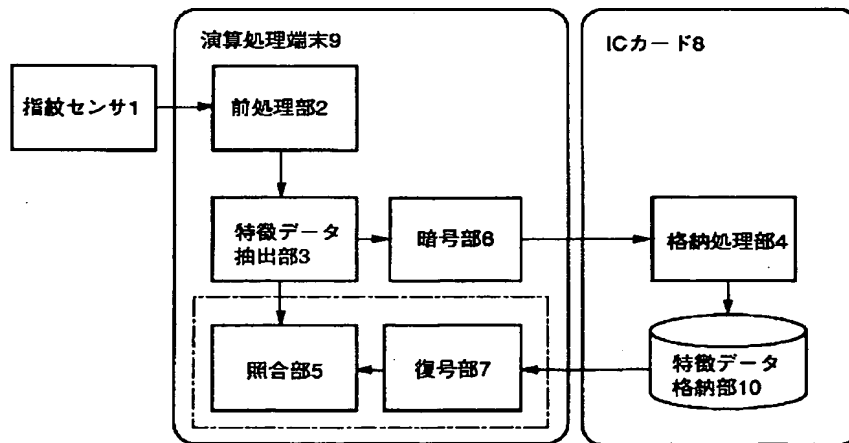 演算処理端末9
ICカード8
指紋センサ1
前処理部2
特徴データ
抽出部3
暗号部6
格納処理部4
照合部5
復号部7
特徴データ
格納部10